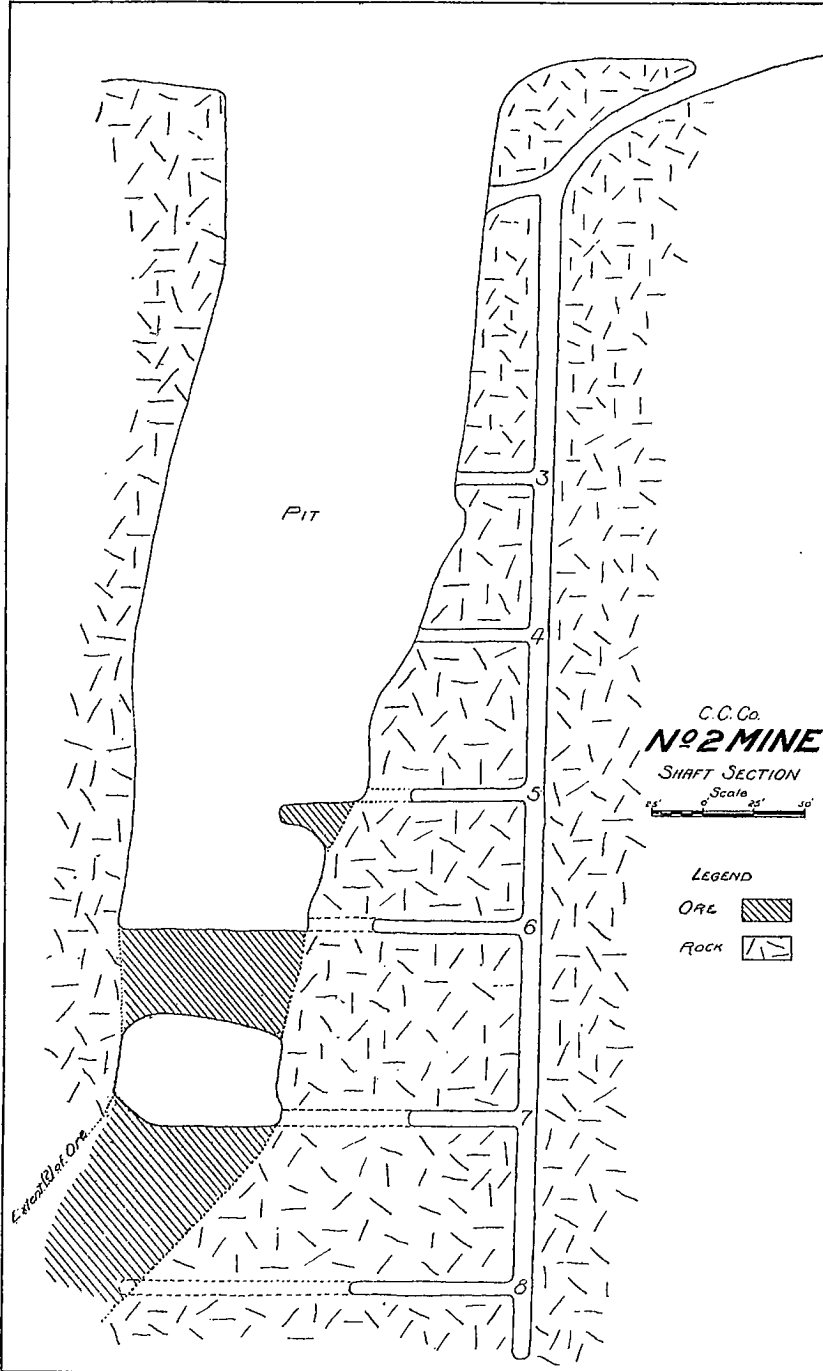 PIT
3
4
5
6
7
8
C.C.Co.
Nº 2 MINE
SHAFT SECTION
Scale
25' 0' 25' 50'
LEGEND
ORE
ROCK
Extent(?) of Ore